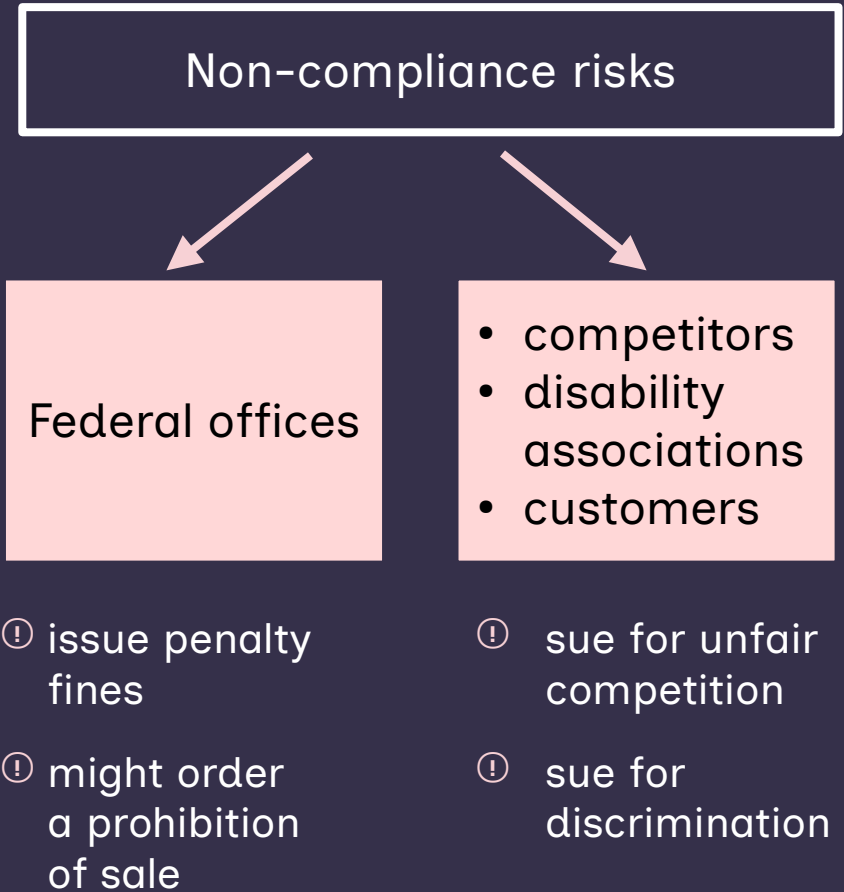 Non-compliance risks
Federal offices
• competitors
• disability
associations
• customers
! issue penalty
fines
! might order
a prohibition
of sale
! sue for unfair
competition
! sue for
discrimination